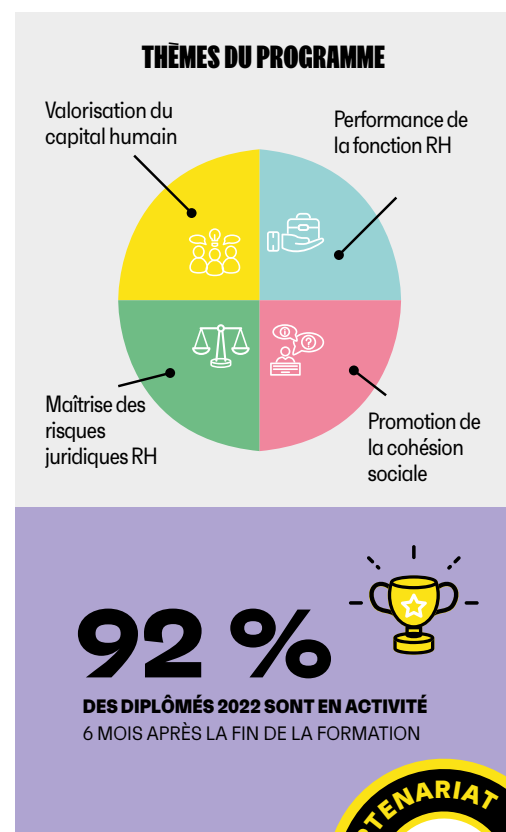 THÈMES DU PROGRAMME
Valorisation du
capital humain
Performance de
la fonction RH
Maîtrise des
risques
juridiques RH
Promotion de
la cohésion
sociale
92 %
DES DIPLÔMÉS 2022 SONT EN ACTIVITÉ
6 MOIS APRÈS LA FIN DE LA FORMATION
RTENARIAT